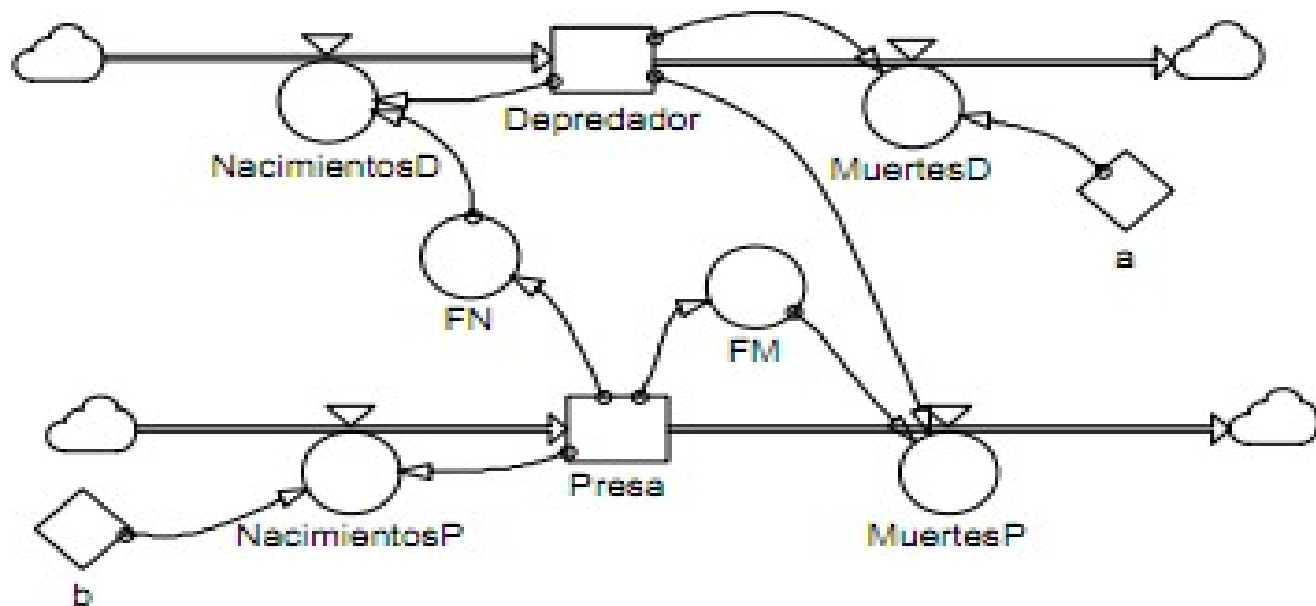 Depredador
NacimientosD
MuertesD
a
FN
FM
Presa
NacimientosP
MuertesP
b